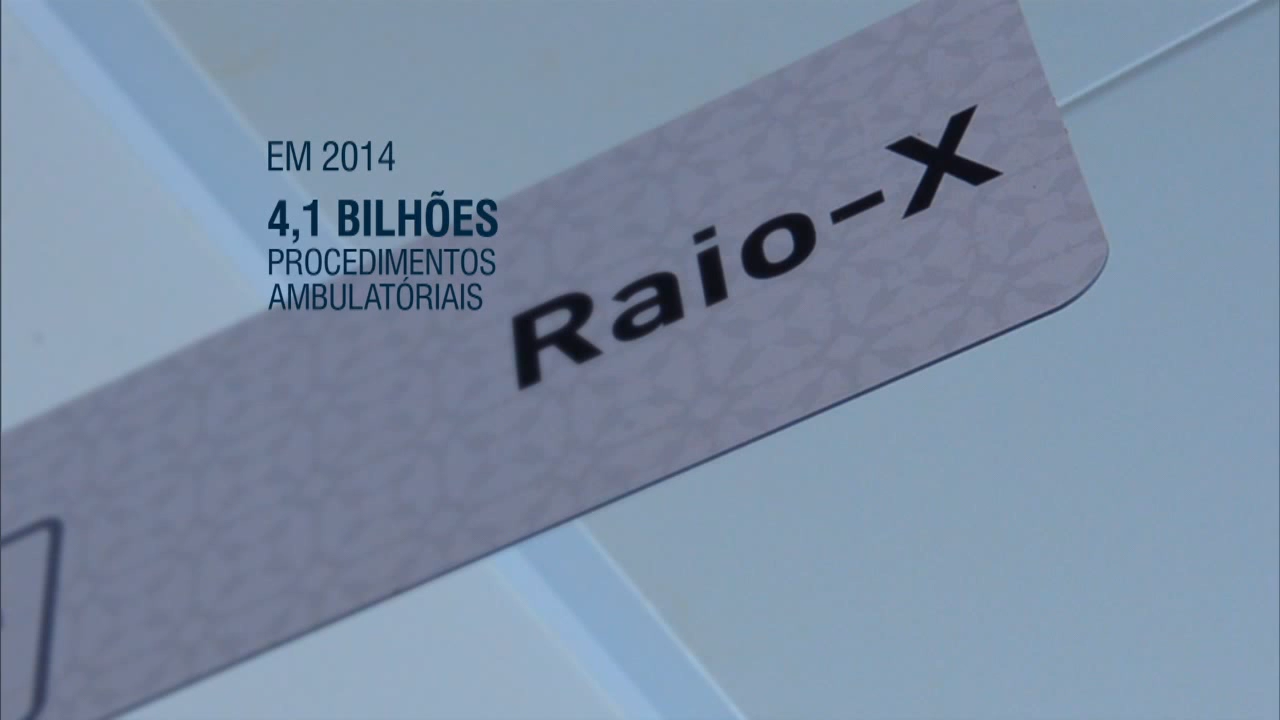 EM 2014
4,1 BILHÕES
PROCEDIMENTOS
AMBULATÓRIAIS
Raio-X